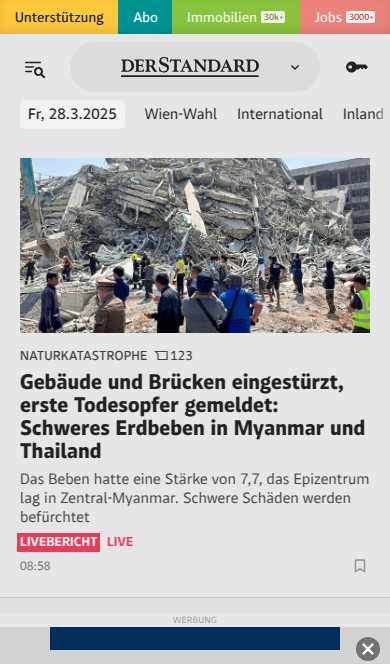 Unterstützung Abo Immobilien 30k+ Jobs 3000+
DERSTANDARD
Fr, 28.3.2025 Wien-Wahl International Inland
NATURKATASTROPHE 123
Gebäude und Brücken eingestürzt,
erste Todesopfer gemeldet:
Schweres Erdbeben in Myanmar und
Thailand
Das Beben hatte eine Stärke von 7,7, das Epizentrum
lag in Zentral-Myanmar. Schwere Schäden werden
befürchtet
LIVEBERICHT LIVE
08:58
WERBUNG